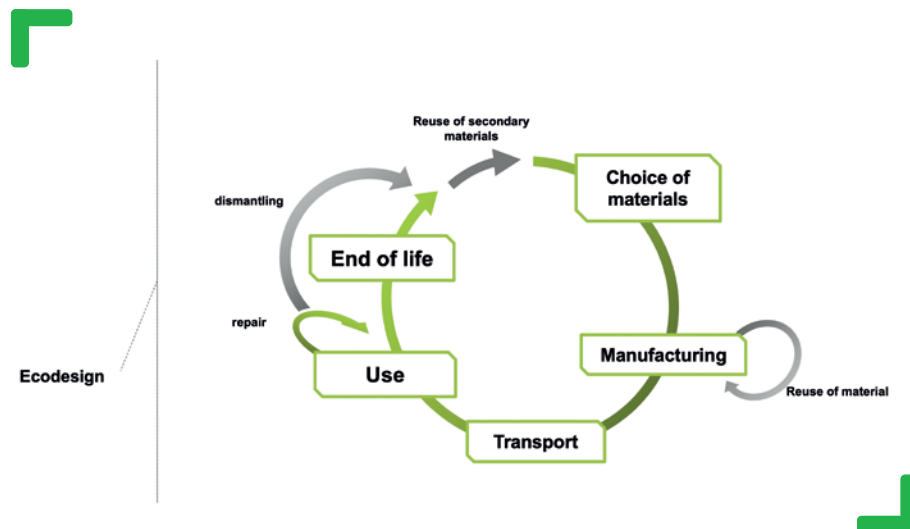 Reuse of secondary
materials
Choice of
materials
dismantling
End of life
repair
Manufacturing
Use
Ecodesign
Reuse of material
Transport